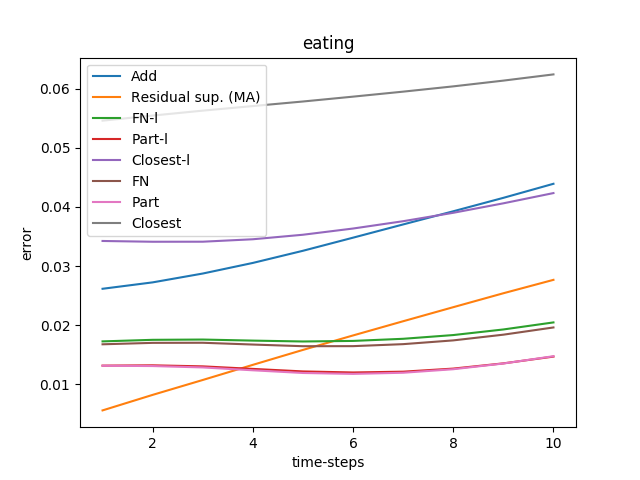 eating
Add
Residual sup. (MA)
FN-l
Part-l
Closest-l
FN
Part
Closest
0.06
0.05
0.04
0.03
0.02
0.01
error
2 4 6 8 10
time-steps